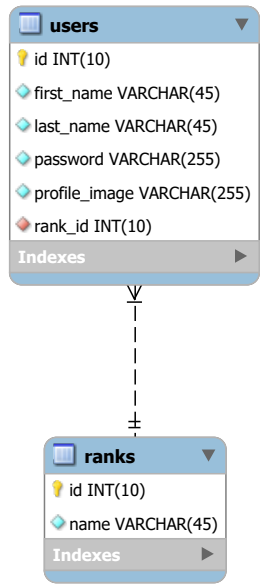 users
id INT(10)
first_name VARCHAR(45)
last_name VARCHAR(45)
password VARCHAR(255)
profile_image VARCHAR(255)
rank_id INT(10)
Indexes
ranks
id INT(10)
name VARCHAR(45)
Indexes